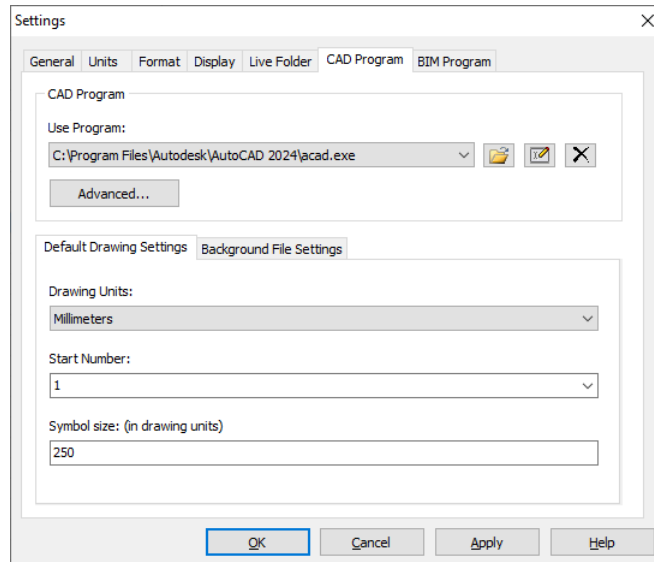 Settings
General Units Format Display Live Folder CAD Program BIM Program
CAD Program
Use Program:
C:\Program Files\Autodesk\AutoCAD 2024\acad.exe
Advanced...
Default Drawing Settings Background File Settings
Drawing Units:
Millimeters
Start Number:
1
Symbol size: (in drawing units)
250
OK Cancel Apply Help